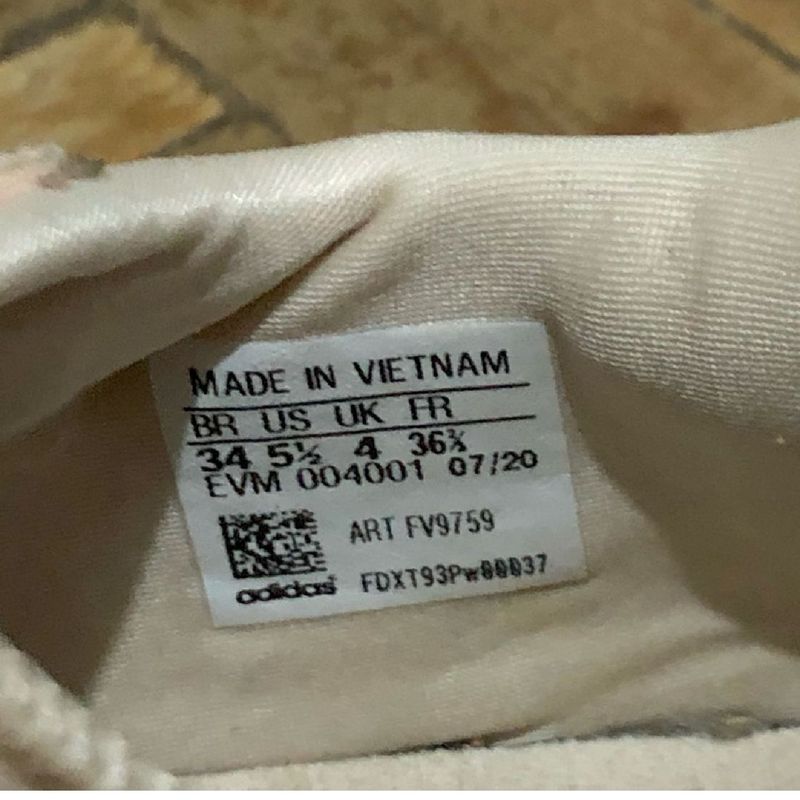 MADE IN VIETNAM
BR US UK FR
34 5½ 4 36⅔
EVM 004001 07/20
ART FV9759
adidas FDXT93Pw00037